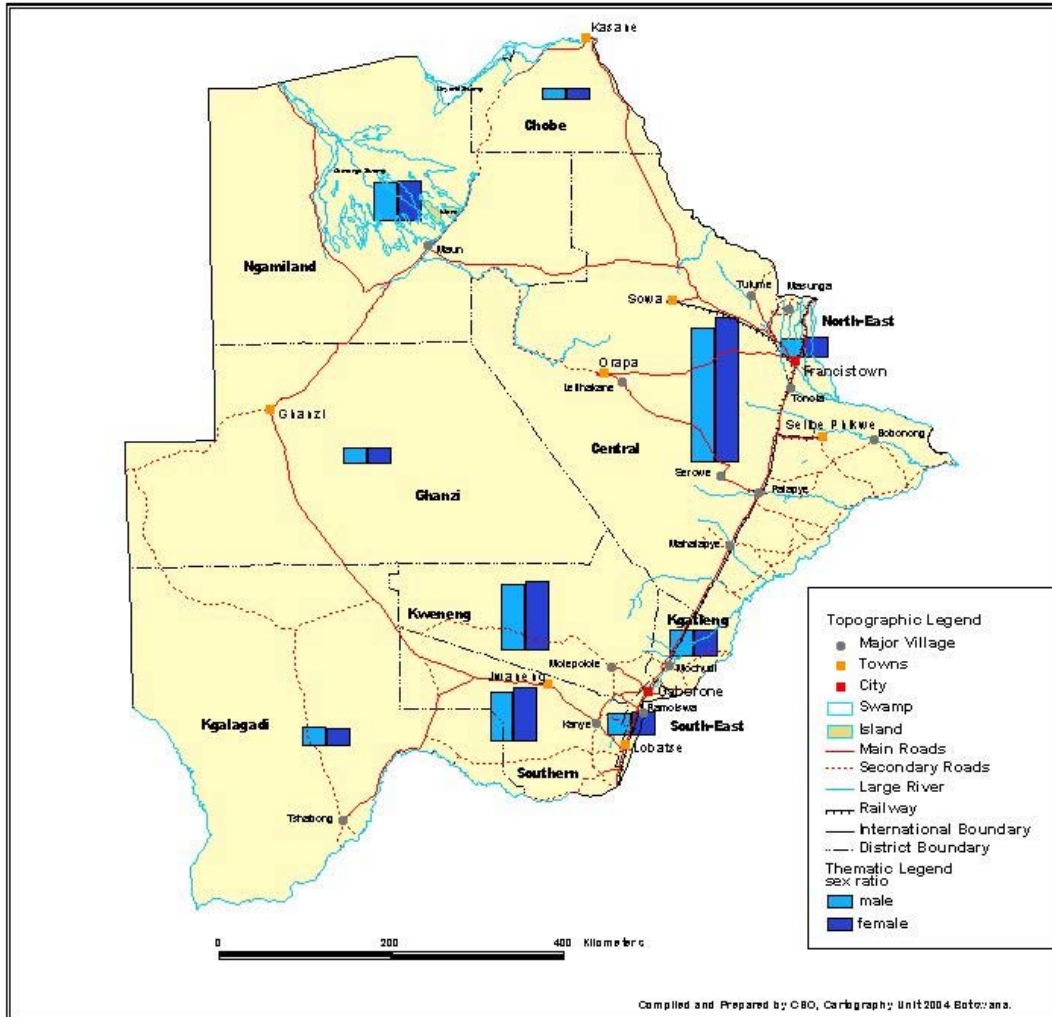 Kasane
Chobe
Maun
Ngamiland
Tutume
Masunga
Sowa
North-East
Orapa
Francistown
Letlhakane
Tonota
Ghanzi
Selibe Phikwe
Bobonong
Central
Serowe
Palapye
Ghanzi
Mahalapye
Kweneng
Kgatleng
Molepolole
Mochudi
Jwaneng
Gaborone
Ramotswa
Kgalagadi
Kanye
South-East
Lobatse
Southern
Tshabong
Topographic Legend
Major Village
Towns
City
Swamp
Island
Main Roads
Secondary Roads
Large River
Railway
International Boundary
District Boundary
Thematic Legend
sex ratio
male
female
0 200 400 Kilometers
Compiled and Prepared by CSO, Cartography Unit 2004 Botswana.